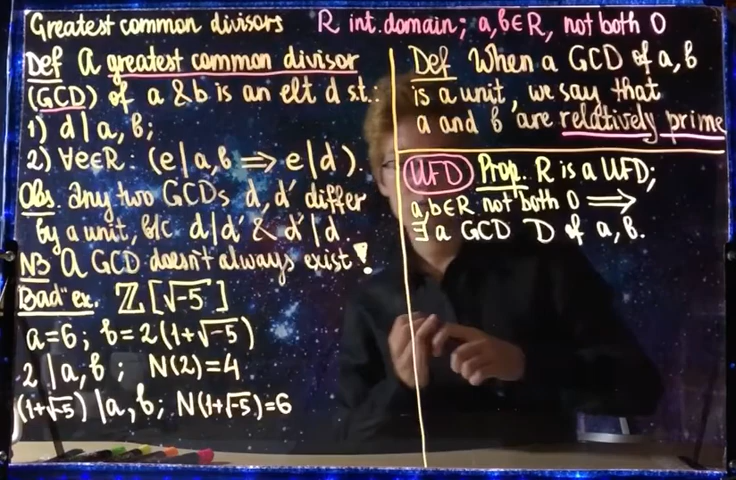 Greatest common divisors R int. domain; a, b ∈ R, not both 0
Def A greatest common divisor
(GCD) of a & b is an elt d s.t.:
1) d | a, b;
2) ∀e∈R: (e | a, b ⟹ e | d).
Obs. any two GCDs d, d' differ
by a unit, b/c d | d' & d' | d
NB A GCD doesn't always exist!
"Bad" ex. ℤ[√-5]
a=6; b=2(1+√-5)
2 | a, b; N(2)=4
(1+√-5) | a, b; N(1+√-5)=6
Def When a GCD of a, b
is a unit, we say that
a and b are relatively prime
UFD Prop. R is a UFD;
a, b∈R not both 0 ⟹
∃ a GCD D of a, b.